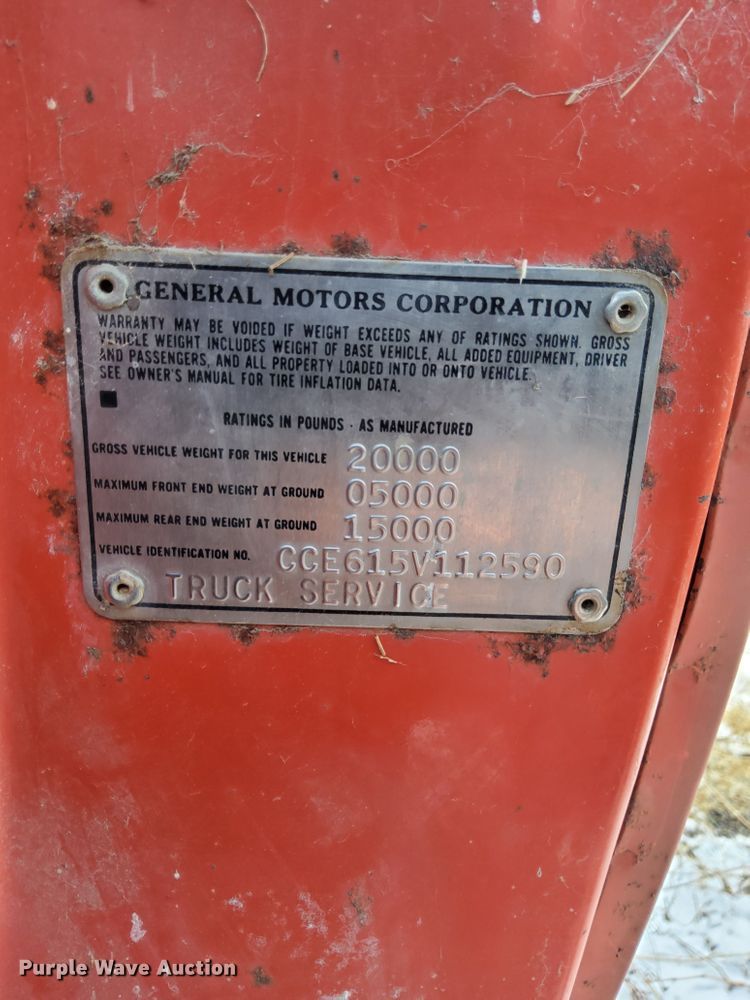 GENERAL MOTORS CORPORATION
WARRANTY MAY BE VOIDED IF WEIGHT EXCEEDS ANY OF RATINGS SHOWN. GROSS
VEHICLE WEIGHT INCLUDES WEIGHT OF BASE VEHICLE, ALL ADDED EQUIPMENT, DRIVER
AND PASSENGERS, AND ALL PROPERTY LOADED INTO OR ONTO VEHICLE.
SEE OWNER'S MANUAL FOR TIRE INFLATION DATA.
RATINGS IN POUNDS - AS MANUFACTURED
GROSS VEHICLE WEIGHT FOR THIS VEHICLE 20000
MAXIMUM FRONT END WEIGHT AT GROUND 05000
MAXIMUM REAR END WEIGHT AT GROUND 15000
VEHICLE IDENTIFICATION NO. CCE615V112590
TRUCK SERVICE
Purple Wave Auction